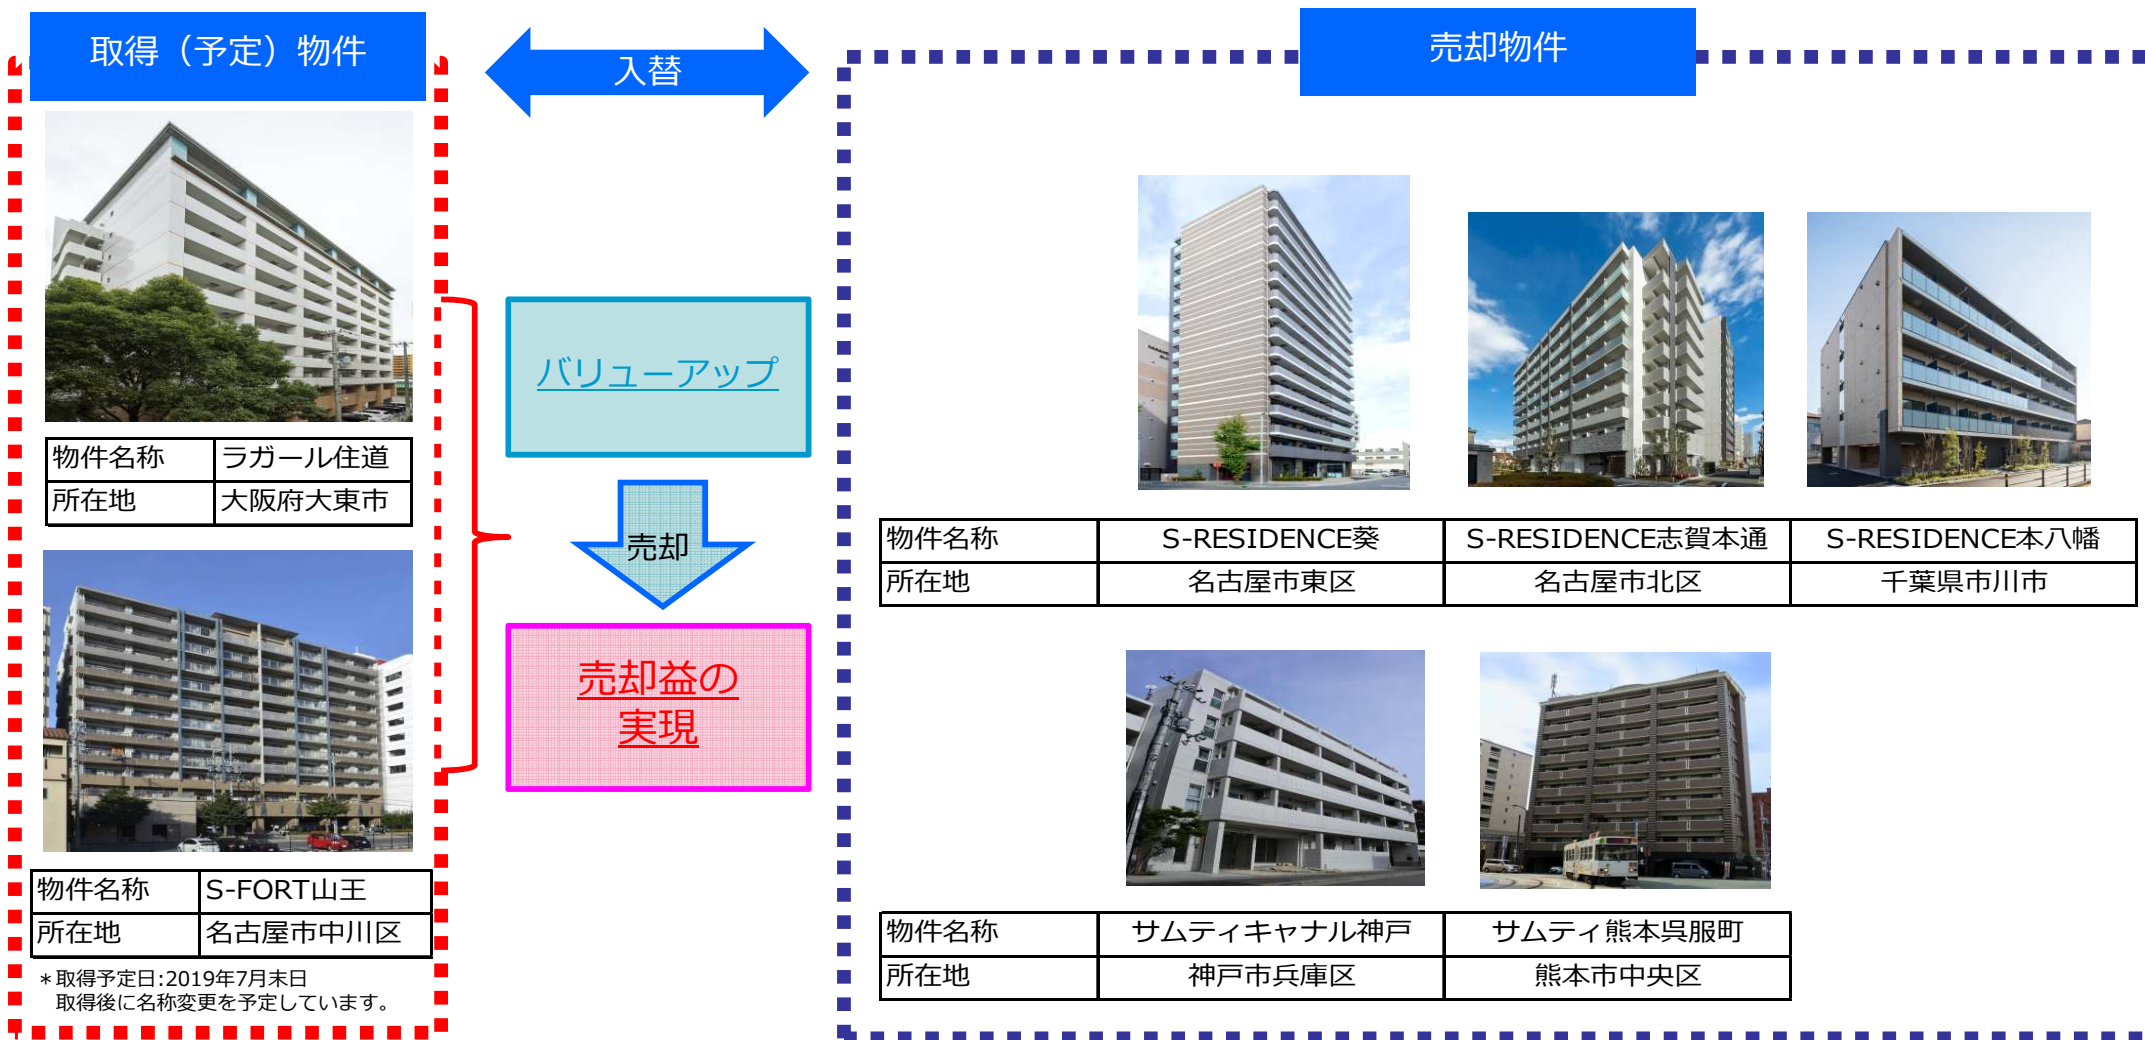 取得（予定）物件
入替
売却物件
物件名称 ラガール住道
所在地 大阪府大東市
物件名称 S-FORT山王
所在地 名古屋市中川区
＊取得予定日:2019年7月末日
取得後に名称変更を予定しています。
バリューアップ
売却
売却益の
実現
物件名称 S-RESIDENCE葵 S-RESIDENCE志賀本通 S-RESIDENCE本八幡
所在地 名古屋市東区 名古屋市北区 千葉県市川市
物件名称 サムティキャナル神戸 サムティ熊本呉服町
所在地 神戸市兵庫区 熊本市中央区